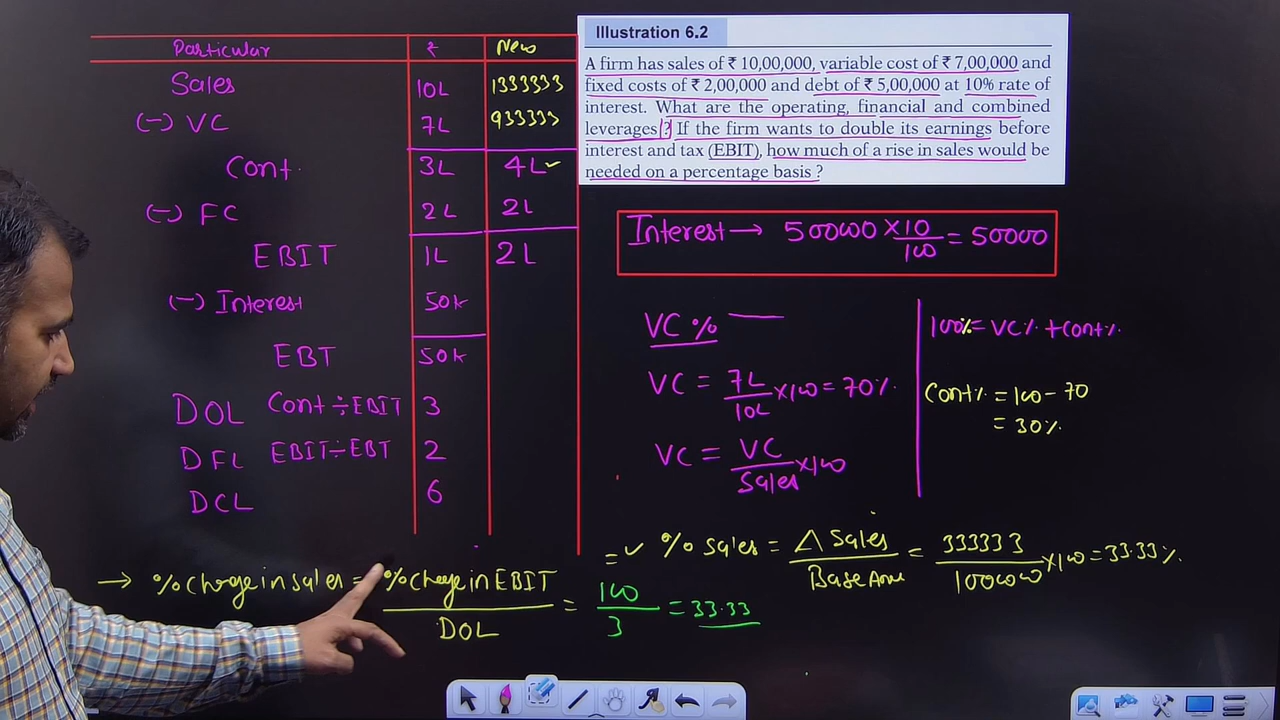 Particular ₹ New
Sales 10L 1333333
(-) VC 7L 933333
Cont. 3L 4L ✓
(-) FC 2L 2L
EBIT 1L 2L
(-) Interest 50k
EBT 50k
DOL Cont ÷ EBIT 3
DFL EBIT ÷ EBT 2
DCL 6
Illustration 6.2
A firm has sales of ₹ 10,00,000, variable cost of ₹ 7,00,000 and
fixed costs of ₹ 2,00,000 and debt of ₹ 5,00,000 at 10% rate of
interest. What are the operating, financial and combined
leverages ? If the firm wants to double its earnings before
interest and tax (EBIT), how much of a rise in sales would be
needed on a percentage basis ?
Interest → 500000 × 10/100 = 50000
VC %
VC = 7L/10L × 100 = 70%.
VC = VC/Sales × 100
100% = VC% + Cont%.
Cont% = 100 - 70
= 30%.
= ✓ % Sales = Δ Sales / Base = 333333/1000000 × 100 = 33.33%.
→ % Change in Sales = % Change in EBIT / DOL = 100/3 = 33.33